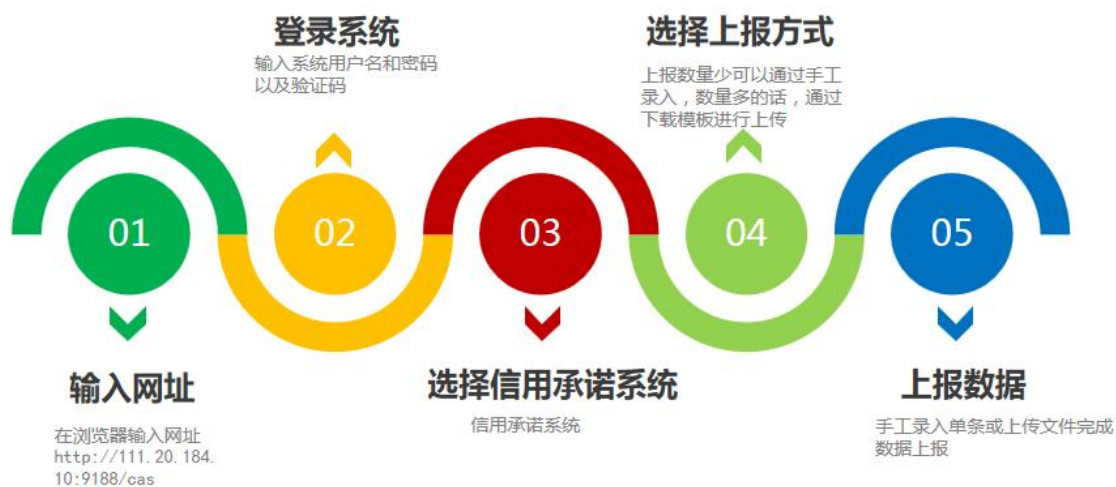 登录系统
输入系统用户名和密码
以及验证码
选择上报方式
上报数量少可以通过手工
录入，数量多的话，通过
下载模板进行上传
01
02
03
04
05
输入网址
在浏览器输入网址
http://111.20.184.
10:9188/cas
选择信用承诺系统
信用承诺系统
上报数据
手工录入单条或上传文件完成
数据上报